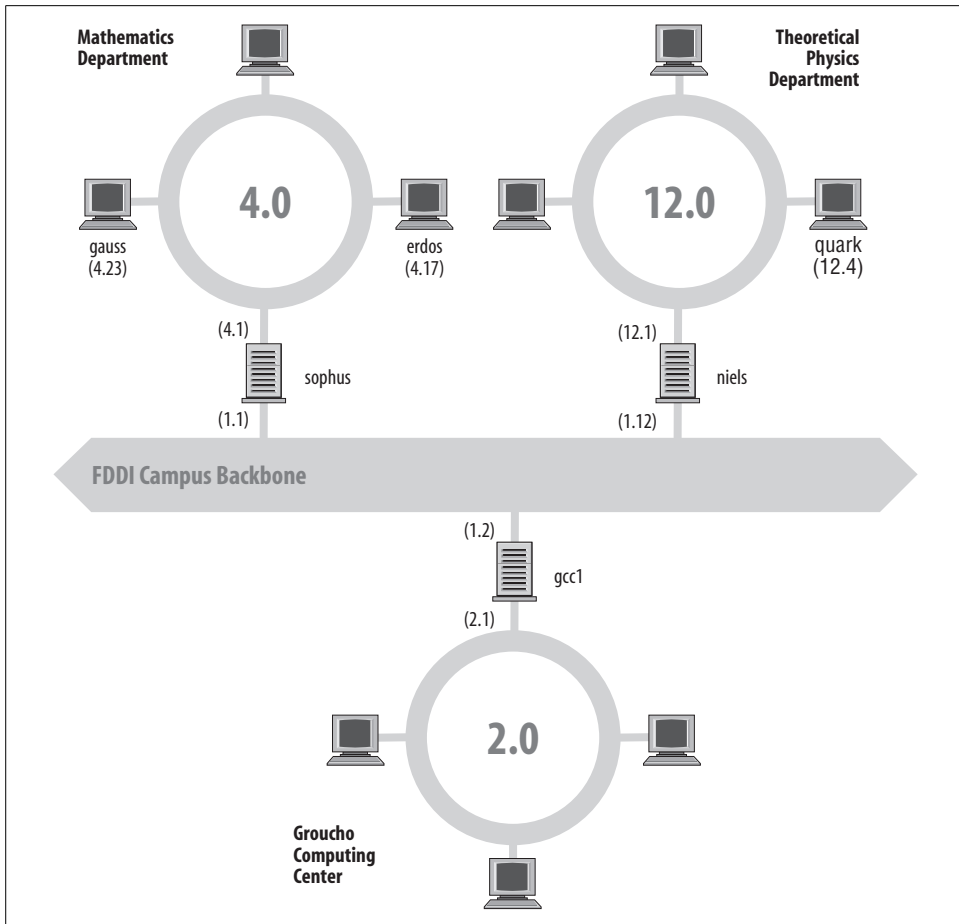 Mathematics
Department
Theoretical
Physics
Department
4.0
12.0
gauss
(4.23)
erdos
(4.17)
quark
(12.4)
(4.1)
sophus
(1.1)
(12.1)
niels
(1.12)
FDDI Campus Backbone
(1.2)
gcc1
(2.1)
2.0
Groucho
Computing
Center